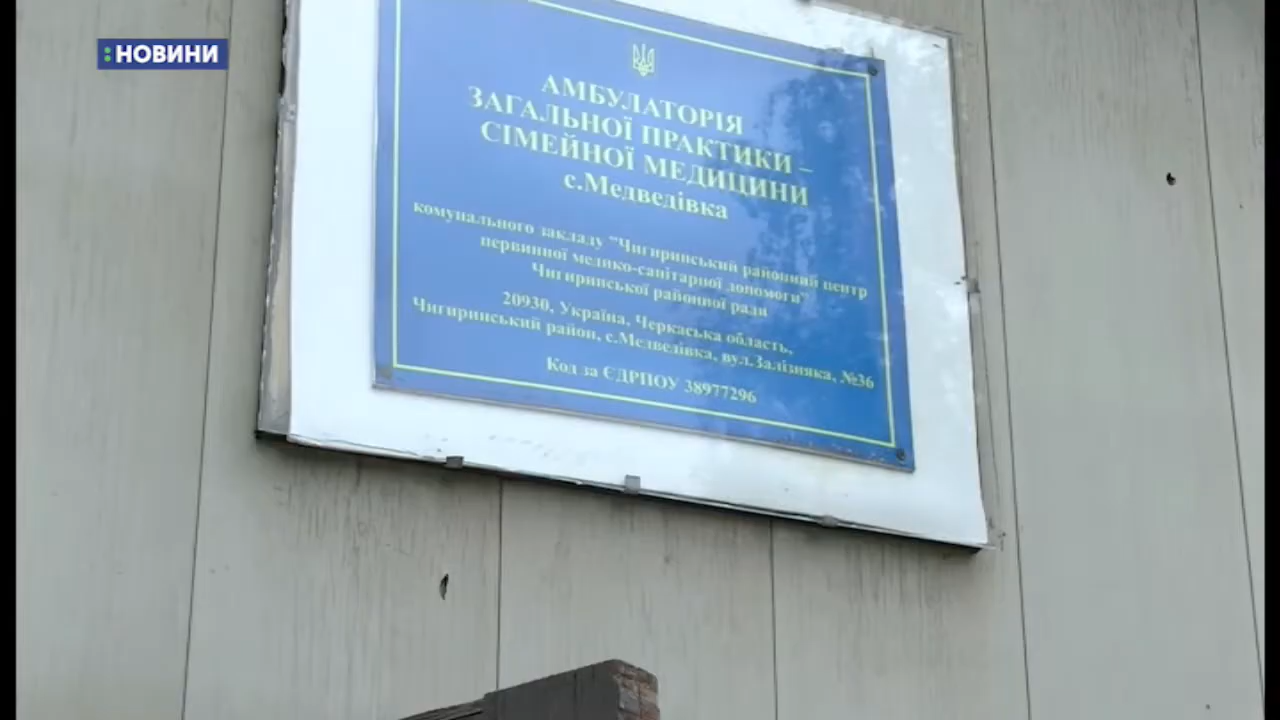 :НОВИНИ
АМБУЛАТОРІЯ
ЗАГАЛЬНОЇ ПРАКТИКИ –
СІМЕЙНОЇ МЕДИЦИНИ
с.Медведівка
комунального закладу "Чигиринський районний центр
первинної медико-санітарної допомоги"
Чигиринської районної ради
20930, Україна, Черкаська область,
Чигиринський район, с.Медведівка, вул.Залізняка, №36
Код за ЄДРПОУ 38977296